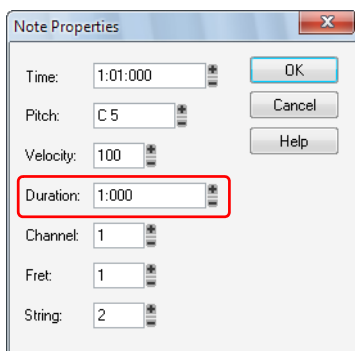 Note Properties
Time: 1:01:000 OK
Pitch: C 5 Cancel
Velocity: 100 Help
Duration: 1:000
Channel: 1
Fret: 1
String: 2